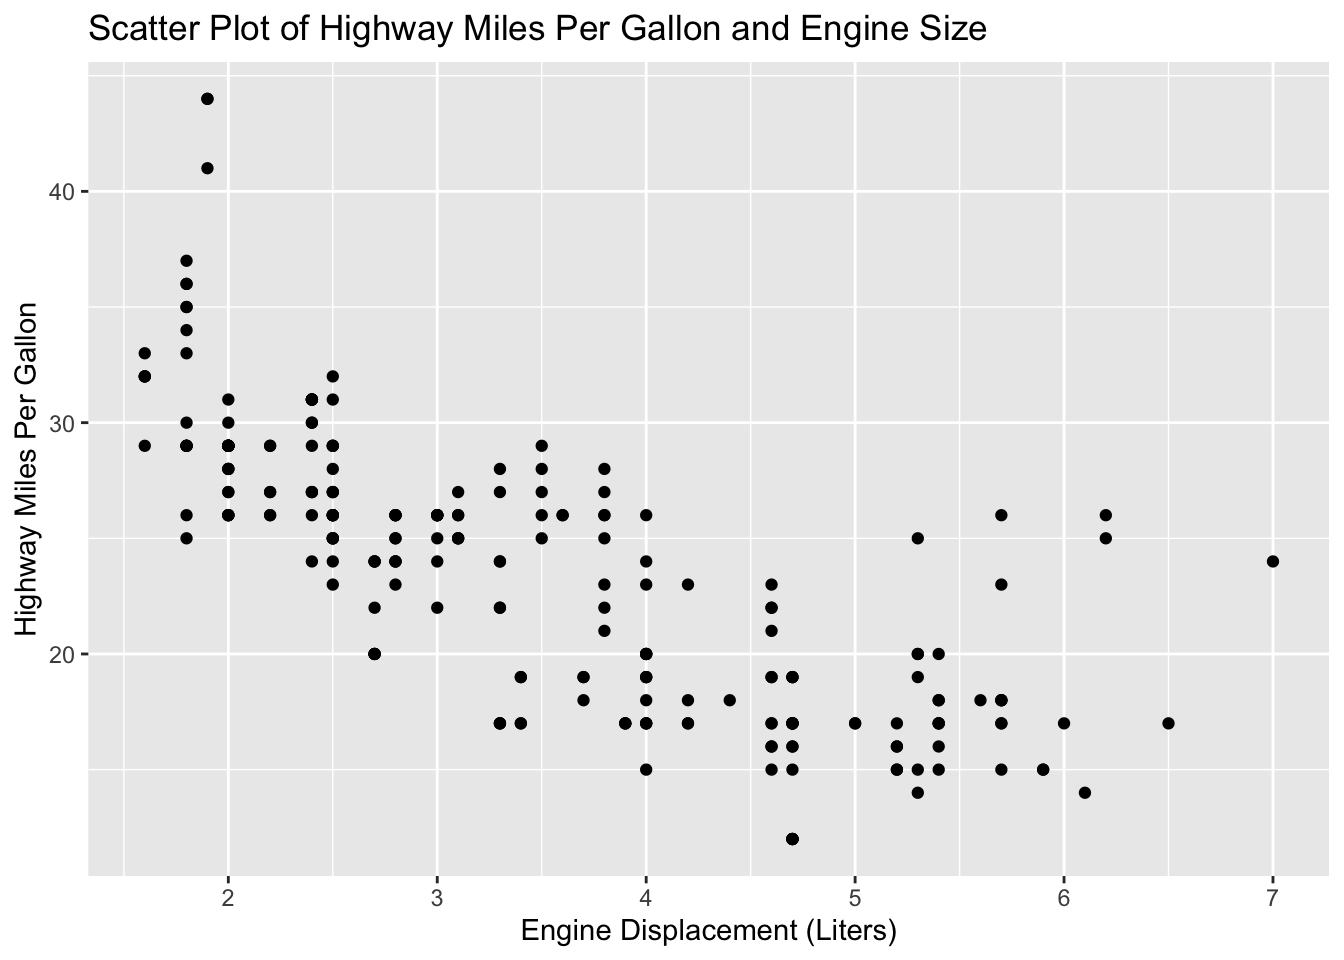 Scatter Plot of Highway Miles Per Gallon and Engine Size
Highway Miles Per Gallon
40
30
20
2 3 4 5 6 7
Engine Displacement (Liters)